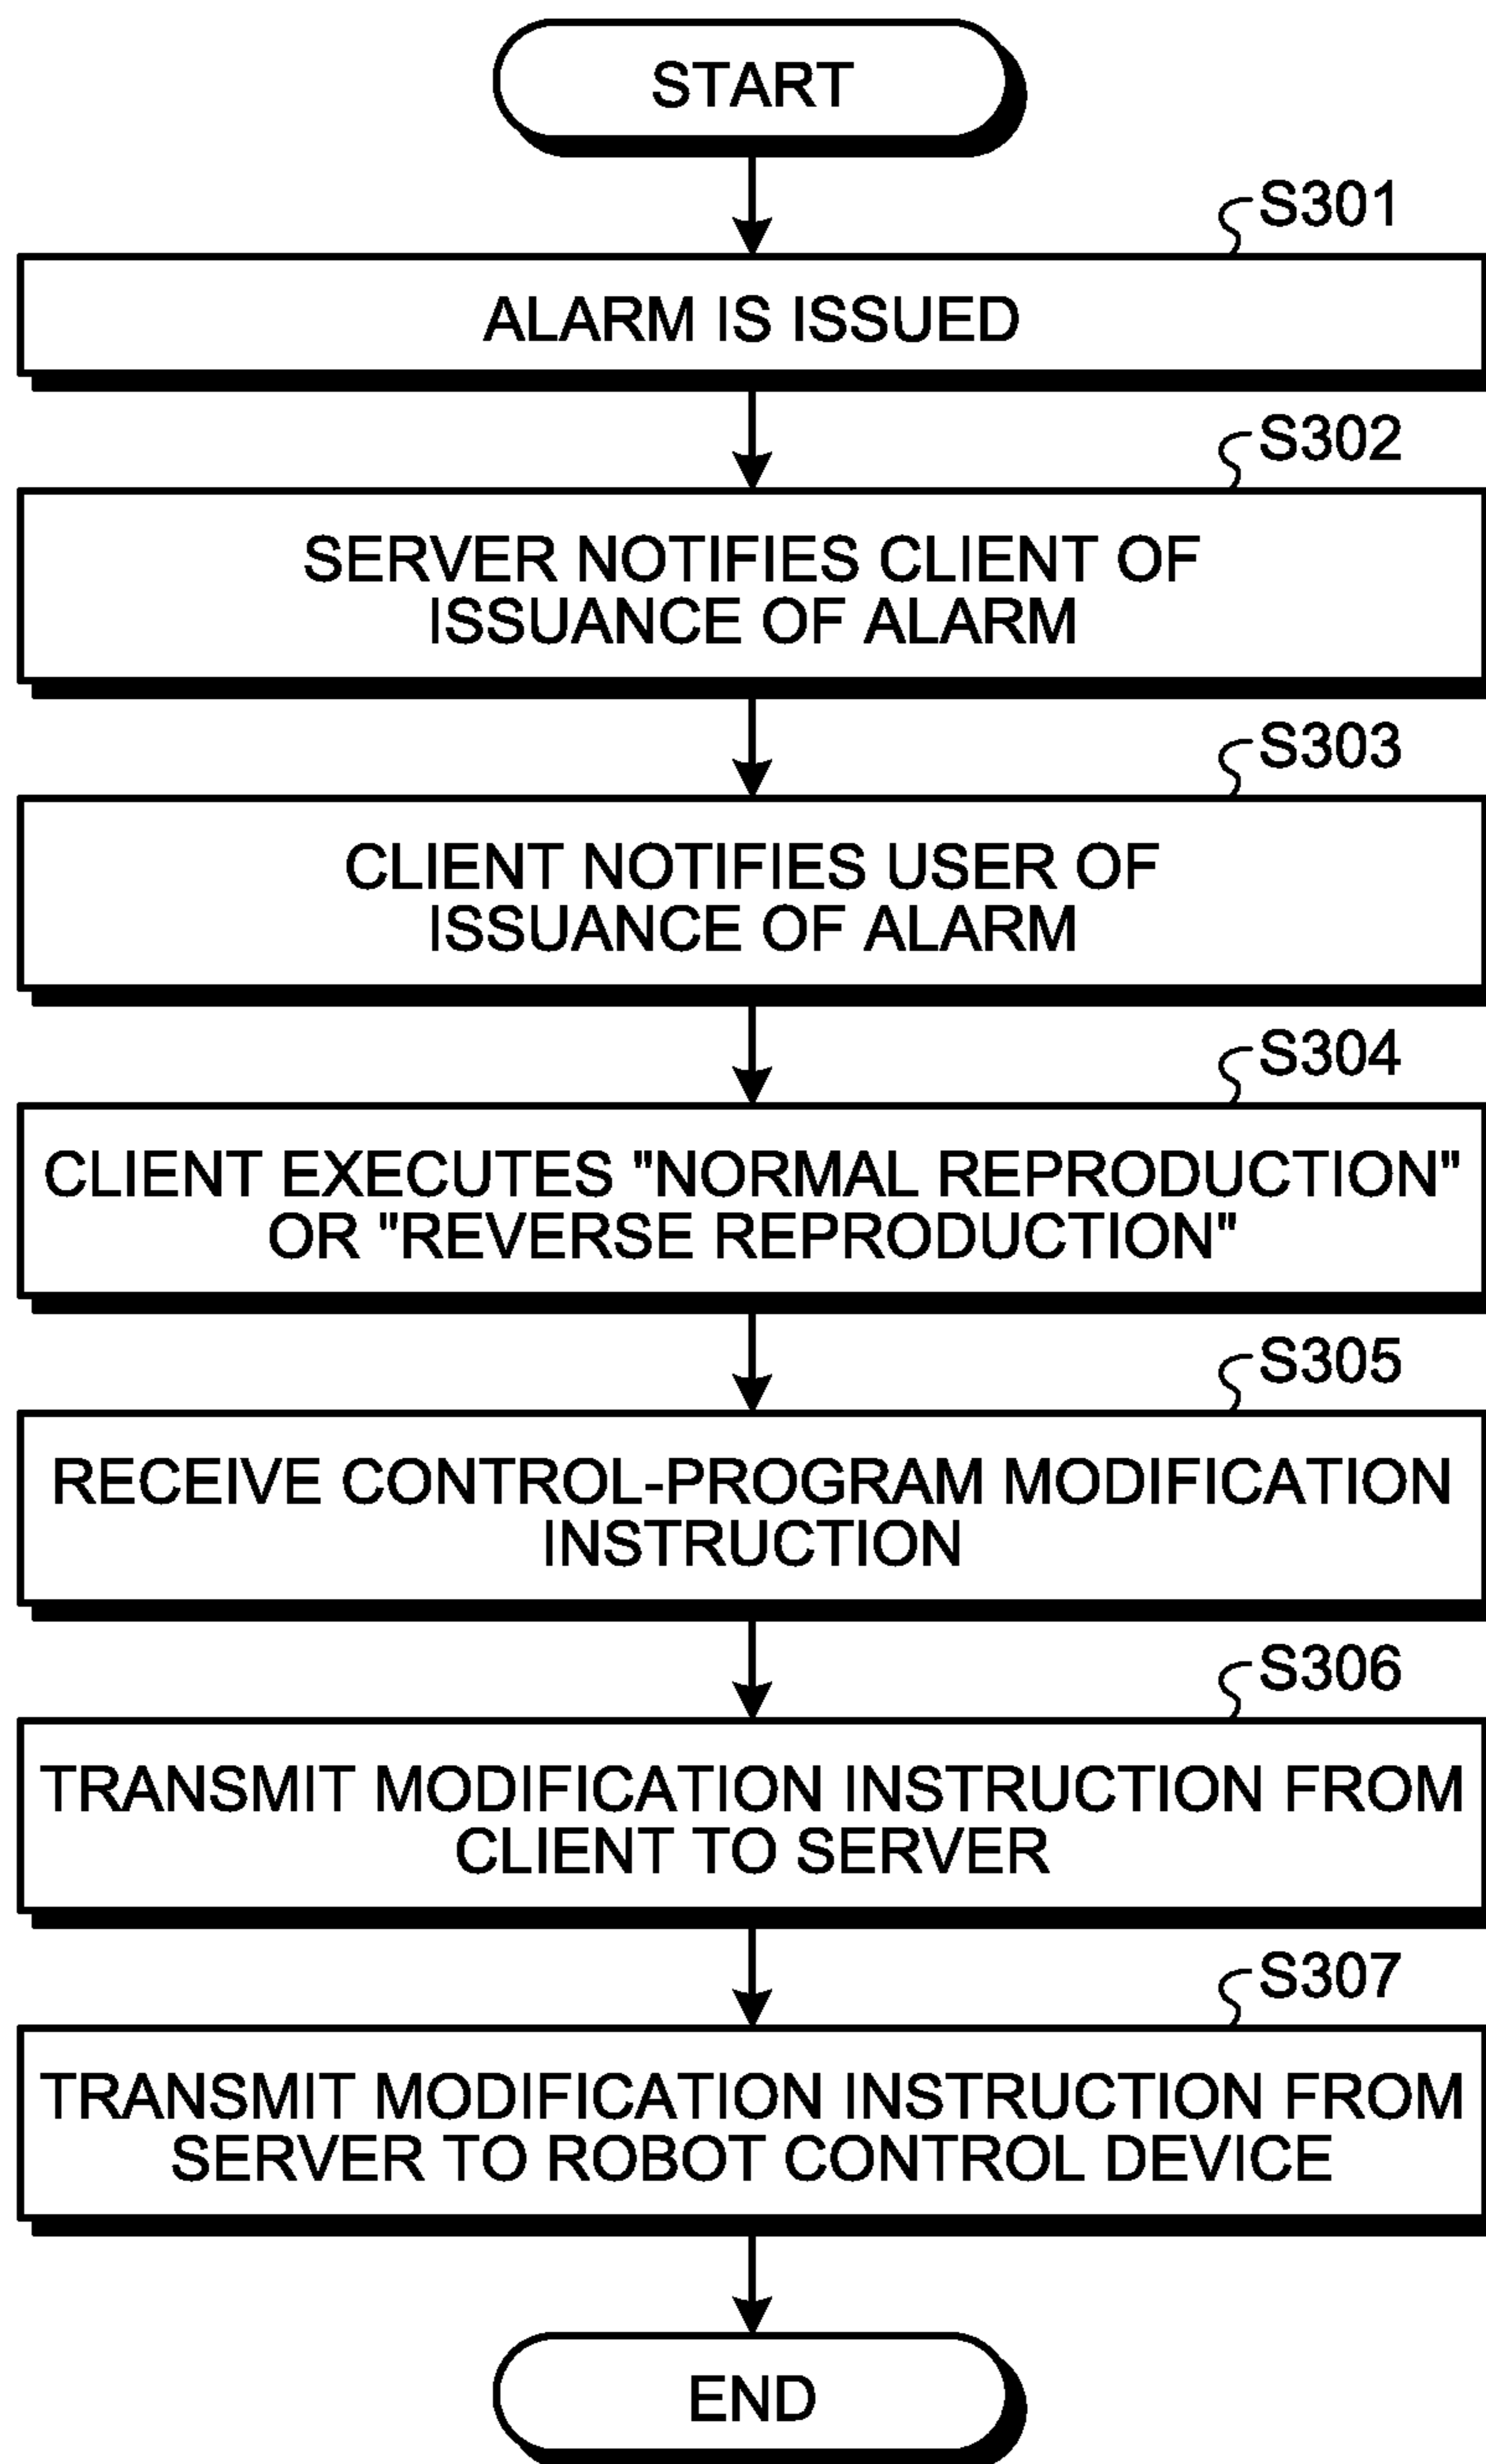 START
S301
ALARM IS ISSUED
S302
SERVER NOTIFIES CLIENT OF
ISSUANCE OF ALARM
S303
CLIENT NOTIFIES USER OF
ISSUANCE OF ALARM
S304
CLIENT EXECUTES "NORMAL REPRODUCTION"
OR "REVERSE REPRODUCTION"
S305
RECEIVE CONTROL-PROGRAM MODIFICATION
INSTRUCTION
S306
TRANSMIT MODIFICATION INSTRUCTION FROM
CLIENT TO SERVER
S307
TRANSMIT MODIFICATION INSTRUCTION FROM
SERVER TO ROBOT CONTROL DEVICE
END